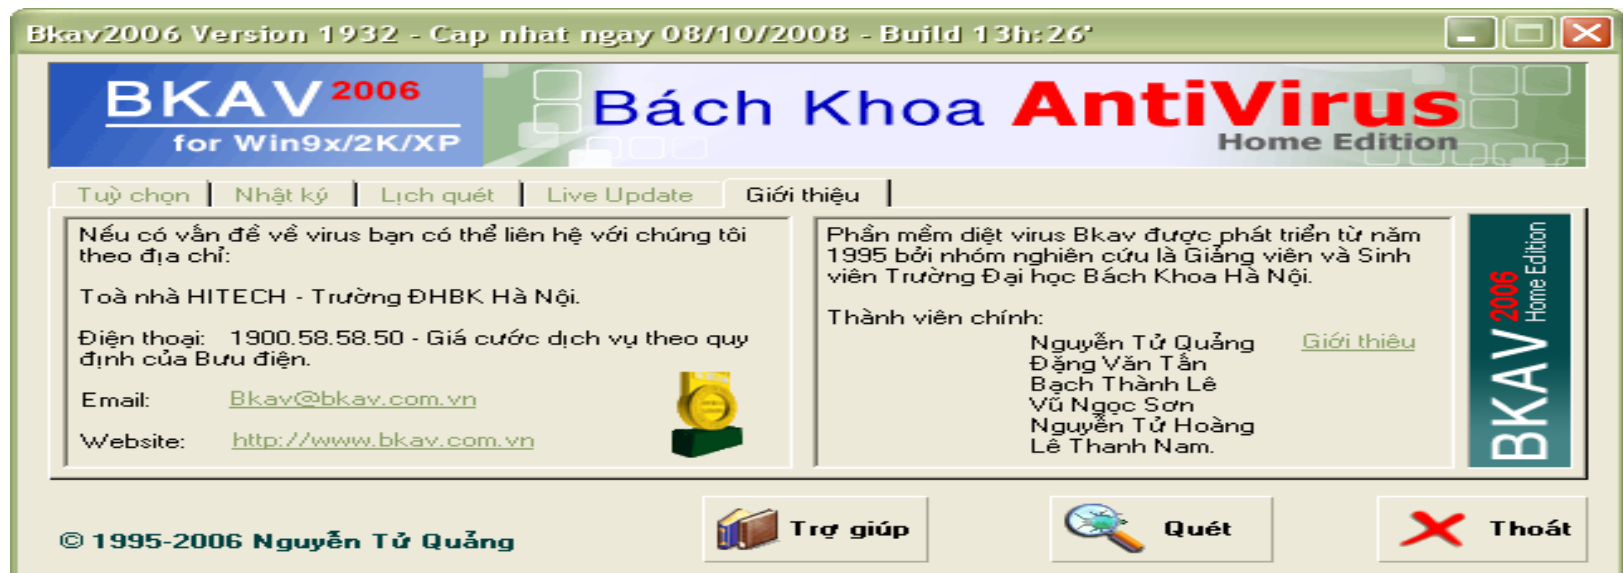 Bkav2006 Version 1932 - Cap nhat ngay 08/10/2008 - Build 13h:26'
BKAV 2006
for Win9x/2K/XP
Bách Khoa AntiVirus
Home Edition
Tuỳ chọn
Nhật ký
Lịch quét
Live Update
Giới thiệu
Nếu có vấn đề về virus bạn có thể liên hệ với chúng tôi
theo địa chỉ:
Toà nhà HITECH - Trường ĐHBK Hà Nội.
Điện thoại: 1900.58.58.50 - Giá cước dịch vụ theo quy
định của Bưu điện.
Email: Bkav@bkav.com.vn
Website: http://www.bkav.com.vn
Phần mềm diệt virus Bkav được phát triển từ năm
1995 bởi nhóm nghiên cứu là Giảng viên và Sinh
viên Trường Đại học Bách Khoa Hà Nội.
Thành viên chính:
Nguyễn Tử Quảng
Giới thiệu
Đặng Văn Tấn
Bạch Thành Lê
Vũ Ngọc Sơn
Nguyễn Tử Hoàng
Lê Thanh Nam.
BKAV 2006
Home Edition
© 1995-2006 Nguyễn Tử Quảng
Trợ giúp
Quét
Thoát